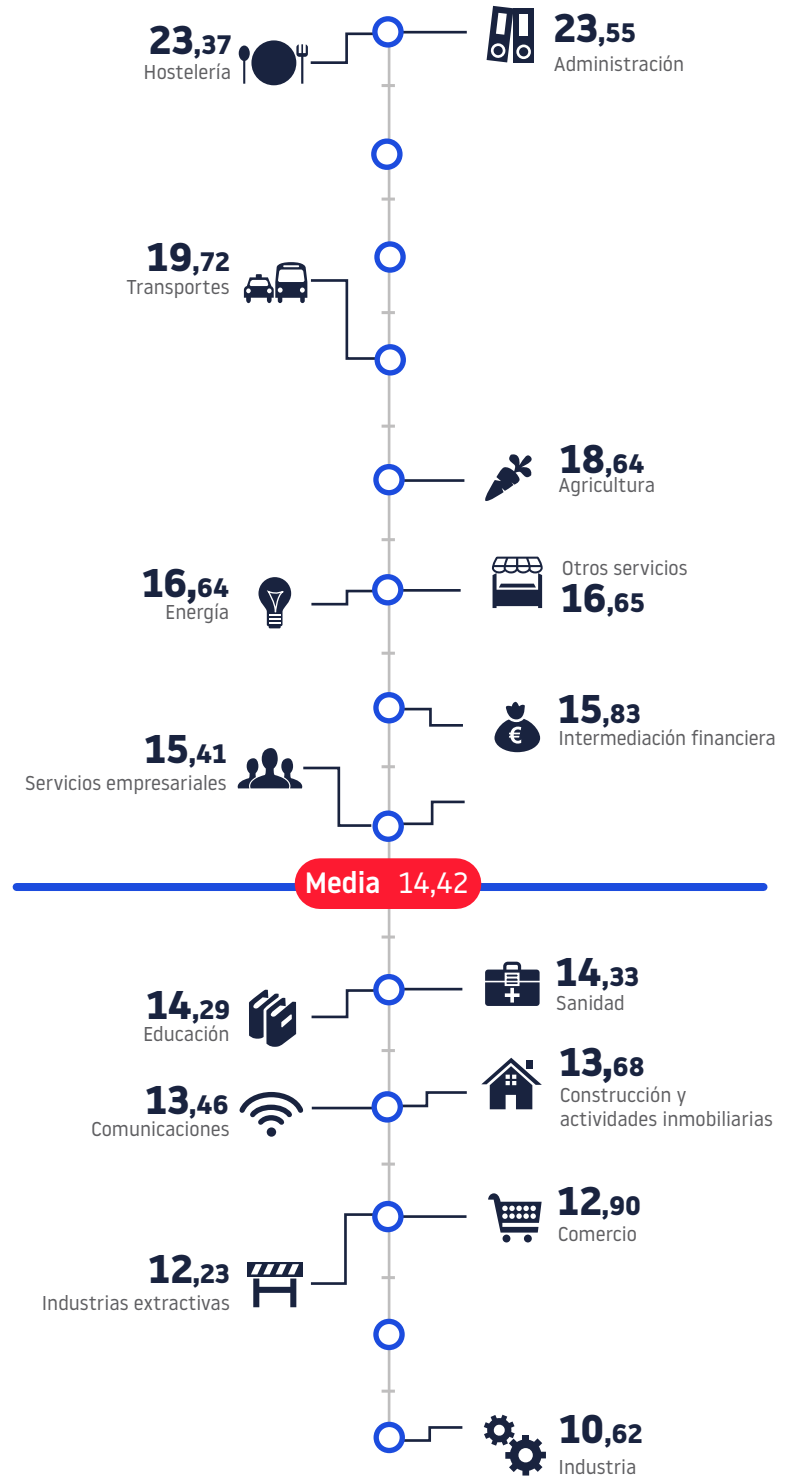 23,37
Hostelería
23,55
Administración
19,72
Transportes
18,64
Agricultura
16,64
Energía
Otros servicios
16,65
15,83
Intermediación financiera
15,41
Servicios empresariales
€
Media 14,42
14,33
Sanidad
14,29
Educación
13,68
Construcción y
actividades inmobiliarias
13,46
Comunicaciones
12,90
Comercio
12,23
Industrias extractivas
10,62
Industria